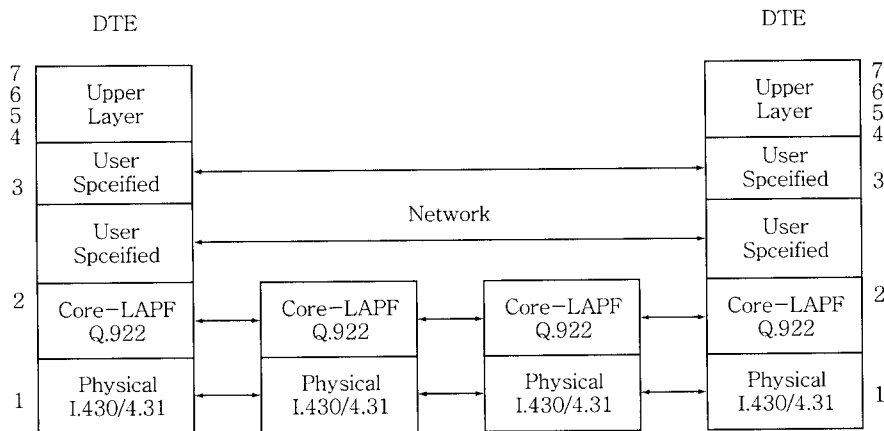 DTE
DTE
7
6
5
4
Upper
Layer
Upper
Layer
7
6
5
4
3
User
Spceified
User
Spceified
3
User
Spceified
Network
User
Spceified
2
Core-LAPF
Q.922
Core-LAPF
Q.922
Core-LAPF
Q.922
Core-LAPF
Q.922
2
1
Physical
I.430/4.31
Physical
I.430/4.31
Physical
I.430/4.31
Physical
I.430/4.31
1